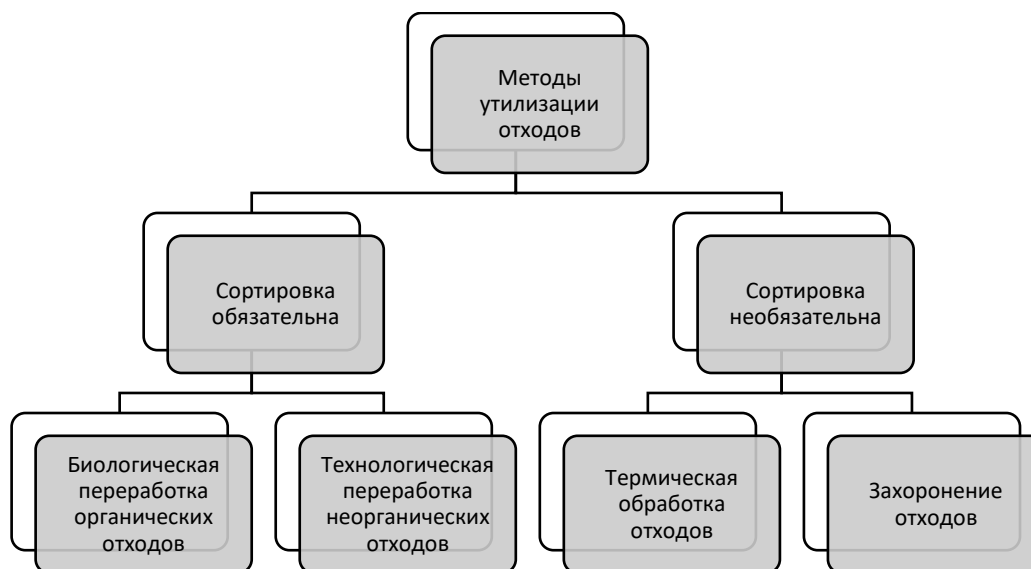 Методы
утилизации
отходов
Сортировка
обязательна
Сортировка
необязательна
Биологическая
переработка
органических
отходов
Технологическая
переработка
неорганических
отходов
Термическая
обработка
отходов
Захоронение
отходов